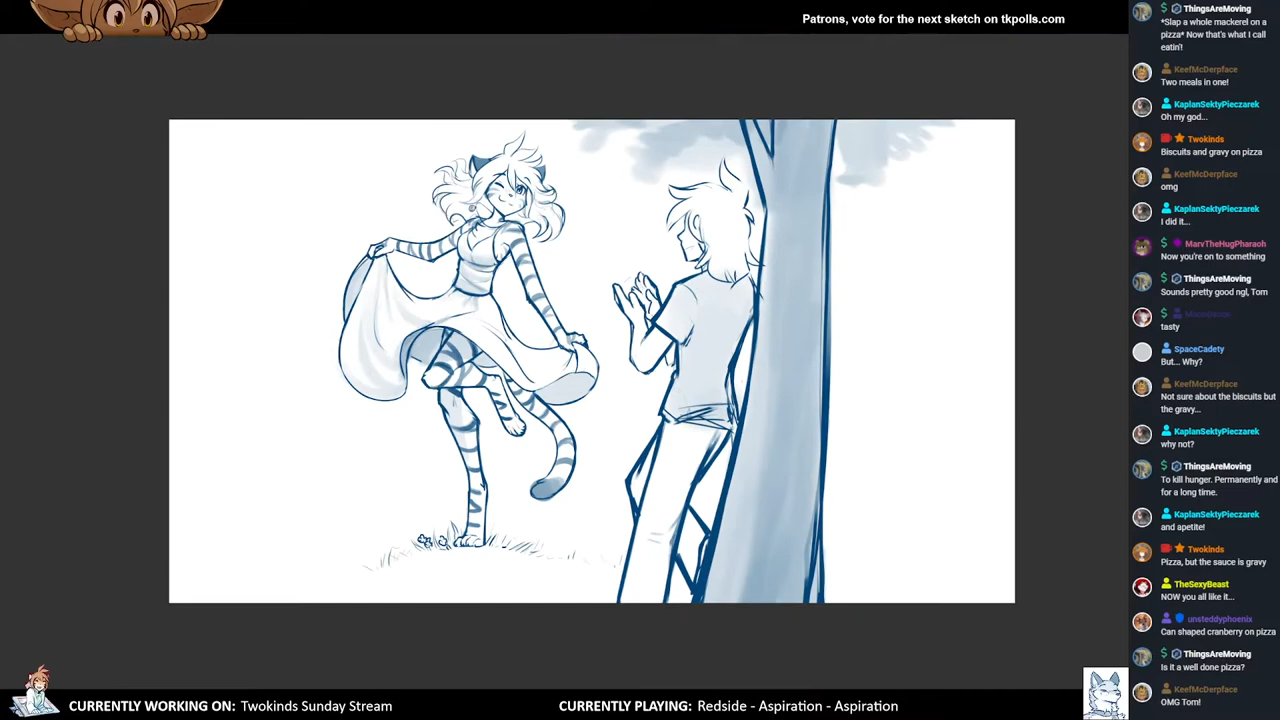 Patrons, vote for the next sketch on tkpolls.com
ThingsAreMoving
*Slap a whole mackerel on a
pizza* Now that's what I call
eatin'!
KeefMcDerpface
Two meals in one!
KaplanSektyPieczarek
Oh my god...
Twokinds
Biscuits and gravy on pizza
KeefMcDerpface
omg
KaplanSektyPieczarek
I did it...
MarvTheHugPharaoh
Now you're on to something
ThingsAreMoving
Sounds pretty good ngl, Tom
tasty
SpaceCadety
But... Why?
KeefMcDerpface
Not sure about the biscuits but
the gravy...
KaplanSektyPieczarek
why not?
ThingsAreMoving
To kill hunger. Permanently and
for a long time.
KaplanSektyPieczarek
and apetite!
Twokinds
Pizza, but the sauce is gravy
TheSexyBeast
NOW you all like it...
unsteddyphoenix
Can shaped cranberry on pizza
ThingsAreMoving
Is it a well done pizza?
KeefMcDerpface
OMG Tom!
CURRENTLY WORKING ON: Twokinds Sunday Stream
CURRENTLY PLAYING: Redside - Aspiration - Aspiration